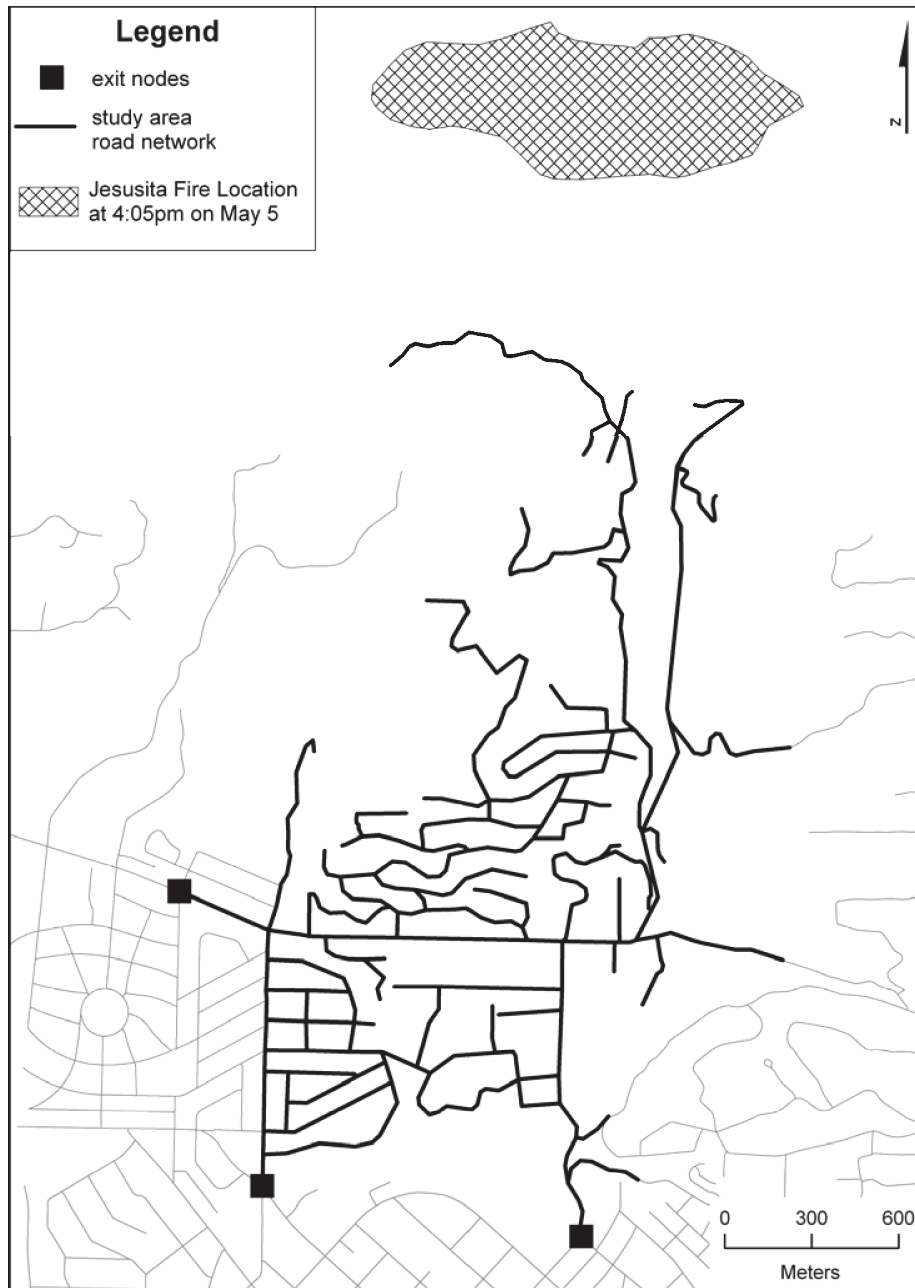 Legend
exit nodes
study area
road network
Jesusita Fire Location
at 4:05pm on May 5
N
0 300 600
Meters